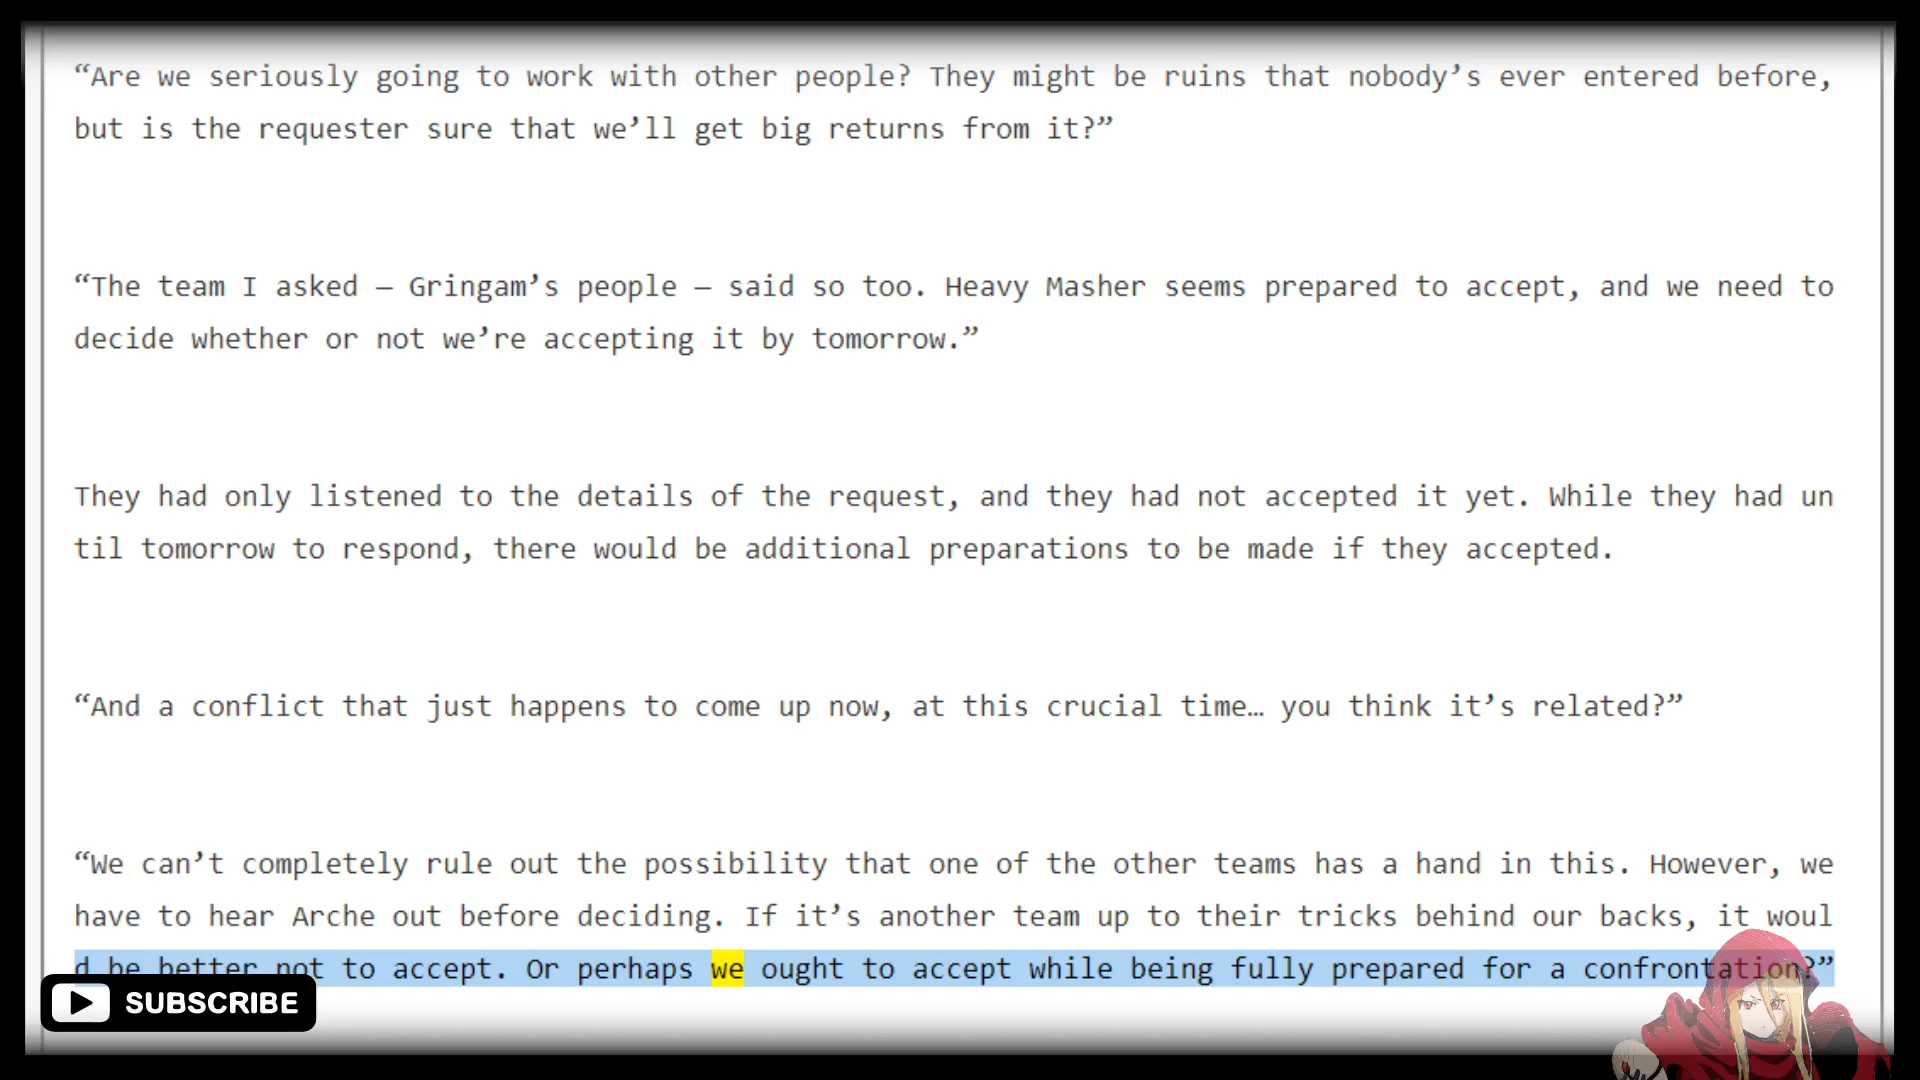 “Are we seriously going to work with other people? They might be ruins that nobody’s ever entered before,
but is the requester sure that we’ll get big returns from it?”
“The team I asked — Gringam’s people — said so too. Heavy Masher seems prepared to accept, and we need to
decide whether or not we’re accepting it by tomorrow.”
They had only listened to the details of the request, and they had not accepted it yet. While they had un
til tomorrow to respond, there would be additional preparations to be made if they accepted.
“And a conflict that just happens to come up now, at this crucial time… you think it’s related?”
“We can’t completely rule out the possibility that one of the other teams has a hand in this. However, we
have to hear Arche out before deciding. If it’s another team up to their tricks behind our backs, it woul
d be better not to accept. Or perhaps we ought to accept while being fully prepared for a confrontation?”
SUBSCRIBE